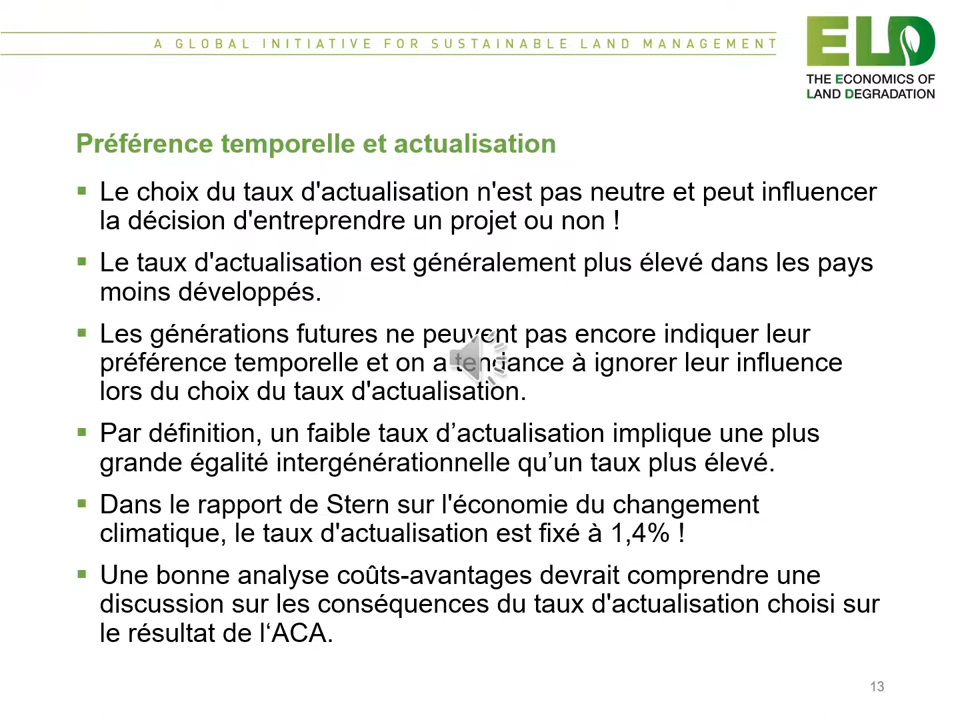 A GLOBAL INITIATIVE FOR SUSTAINABLE LAND MANAGEMENT
ELD
THE ECONOMICS OF
LAND DEGRADATION
Préférence temporelle et actualisation
▪ Le choix du taux d'actualisation n'est pas neutre et peut influencer
la décision d'entreprendre un projet ou non !
▪ Le taux d'actualisation est généralement plus élevé dans les pays
moins développés.
▪ Les générations futures ne peuvent pas encore indiquer leur
préférence temporelle et on a tendance à ignorer leur influence
lors du choix du taux d'actualisation.
▪ Par définition, un faible taux d’actualisation implique une plus
grande égalité intergénérationnelle qu’un taux plus élevé.
▪ Dans le rapport de Stern sur l'économie du changement
climatique, le taux d'actualisation est fixé à 1,4% !
▪ Une bonne analyse coûts-avantages devrait comprendre une
discussion sur les conséquences du taux d'actualisation choisi sur
le résultat de l‘ACA.
13